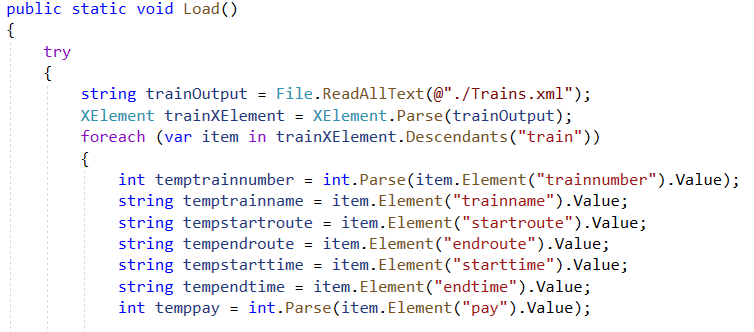 public static void Load()
{
try
{
string trainOutput = File.ReadAllText(@"./Trains.xml");
XElement trainXElement = XElement.Parse(trainOutput);
foreach (var item in trainXElement.Descendants("train"))
{
int temptrainnumber = int.Parse(item.Element("trainnumber").Value);
string temptrainname = item.Element("trainname").Value;
string tempstartroute = item.Element("startroute").Value;
string tempendroute = item.Element("endroute").Value;
string tempstarttime = item.Element("starttime").Value;
string tempendtime = item.Element("endtime").Value;
int temppay = int.Parse(item.Element("pay").Value);